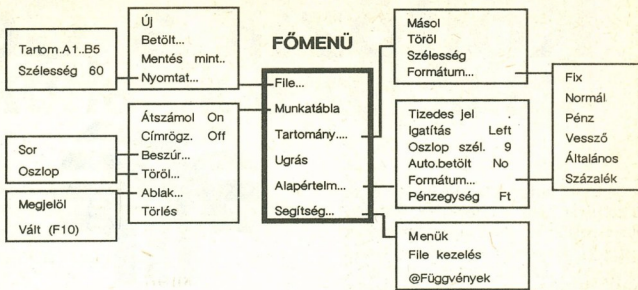 FŐMENÜ
File...
Munkatábla
Tartomány....
Ugrás
Alapértelm...
Segítség...
Új
Betölt...
Mentés mint..
Nyomtat...
Tartom.A1..B5
Szélesség 60
Átszámol On
Címrögz. Off
Beszúr...
Töröl...
Ablak...
Törlés
Sor
Oszlop
Megjelöl
Vált (F10)
Másol
Töröl
Szélesség
Formátum...
Fix
Normál
Pénz
Vessző
Általános
Százalék
Tizedes jel .
Igatítás Left
Oszlop szél. 9
Auto.betölt No
Formátum...
Pénzegység Ft
Menük
File kezelés
@Függvények